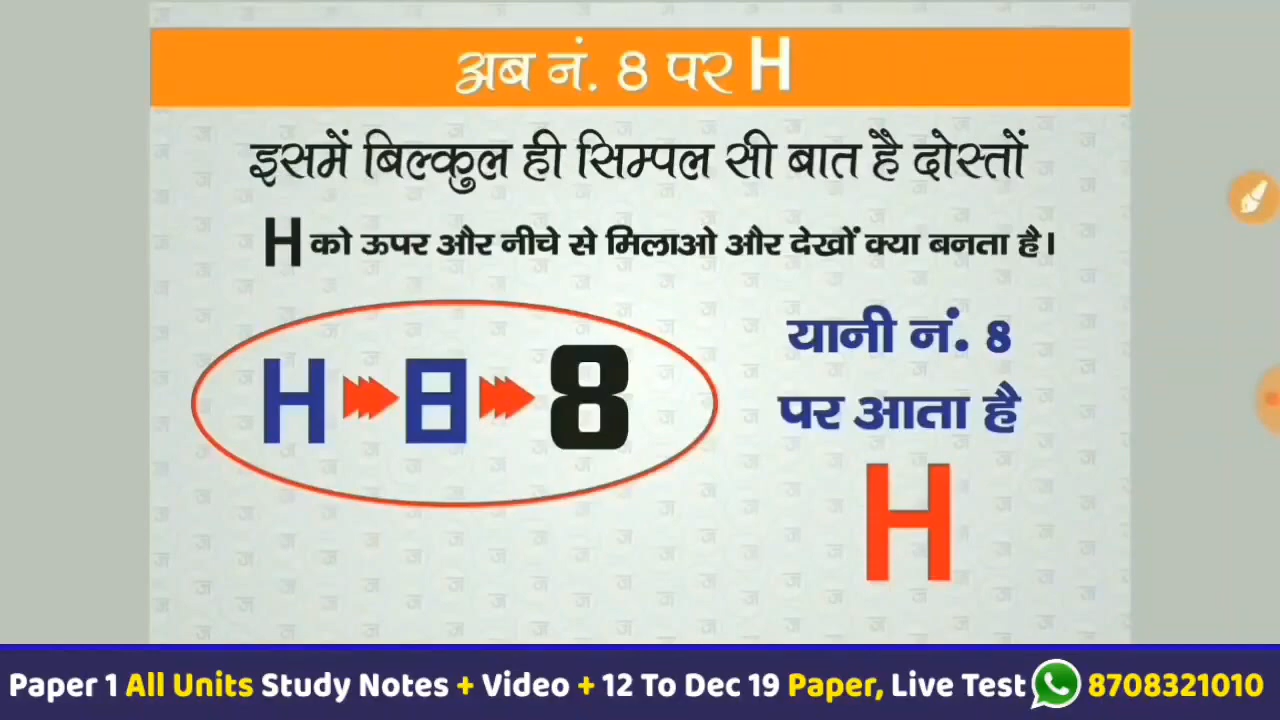 अब नं. 8 पर H
इसमें बिल्कुल ही सिम्पल सी बात है दोस्तों
H को ऊपर और नीचे से मिलाओ और देखों क्या बनता है।
H 8 8
यानी नं. 8
पर आता है
H
Paper 1 All Units Study Notes + Video + 12 To Dec 19 Paper, Live Test 8708321010